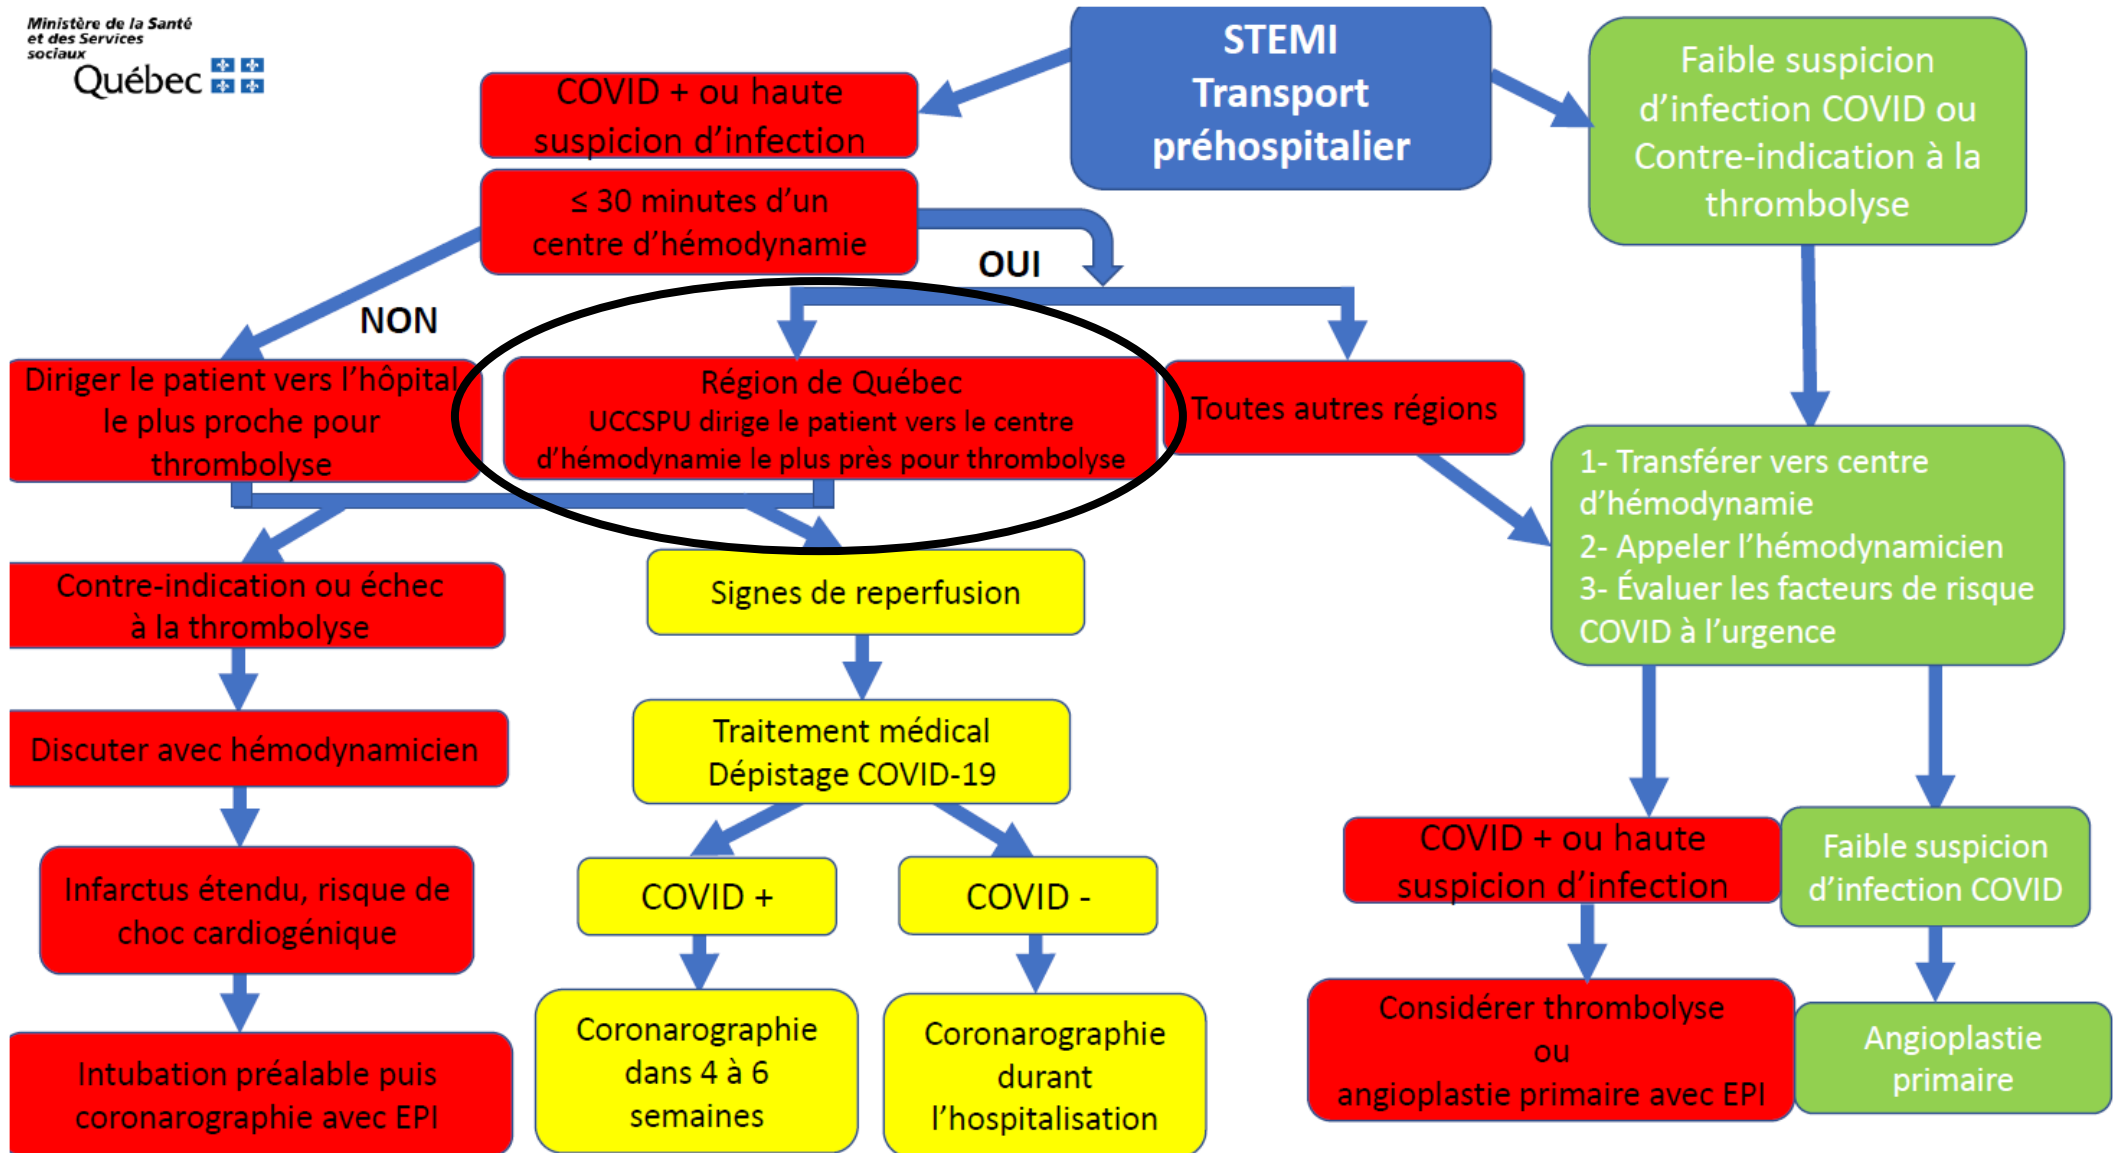 Ministère de la Santé
et des Services
sociaux
Québec
STEMI
Transport
préhospitalier
COVID + ou haute
suspicion d'infection
Faible suspicion
d'infection COVID ou
Contre-indication à la
thrombolyse
≤ 30 minutes d'un
centre d'hémodynamie
OUI
NON
Diriger le patient vers l'hôpital
le plus proche pour
thrombolyse
Région de Québec
UCCSPU dirige le patient vers le centre
d'hémodynamie le plus près pour thrombolyse
Toutes autres régions
1- Transférer vers centre
d'hémodynamie
2- Appeler l'hémodynamicien
3- Évaluer les facteurs de risque
COVID à l'urgence
Contre-indication ou échec
à la thrombolyse
Signes de reperfusion
Discuter avec hémodynamicien
Traitement médical
Dépistage COVID-19
Infarctus étendu, risque de
choc cardiogénique
COVID +
COVID -
COVID + ou haute
suspicion d'infection
Faible suspicion
d'infection COVID
Intubation préalable puis
coronarographie avec EPI
Coronarographie
dans 4 à 6
semaines
Coronarographie
durant
l'hospitalisation
Considérer thrombolyse
ou
angioplastie primaire avec EPI
Angioplastie
primaire